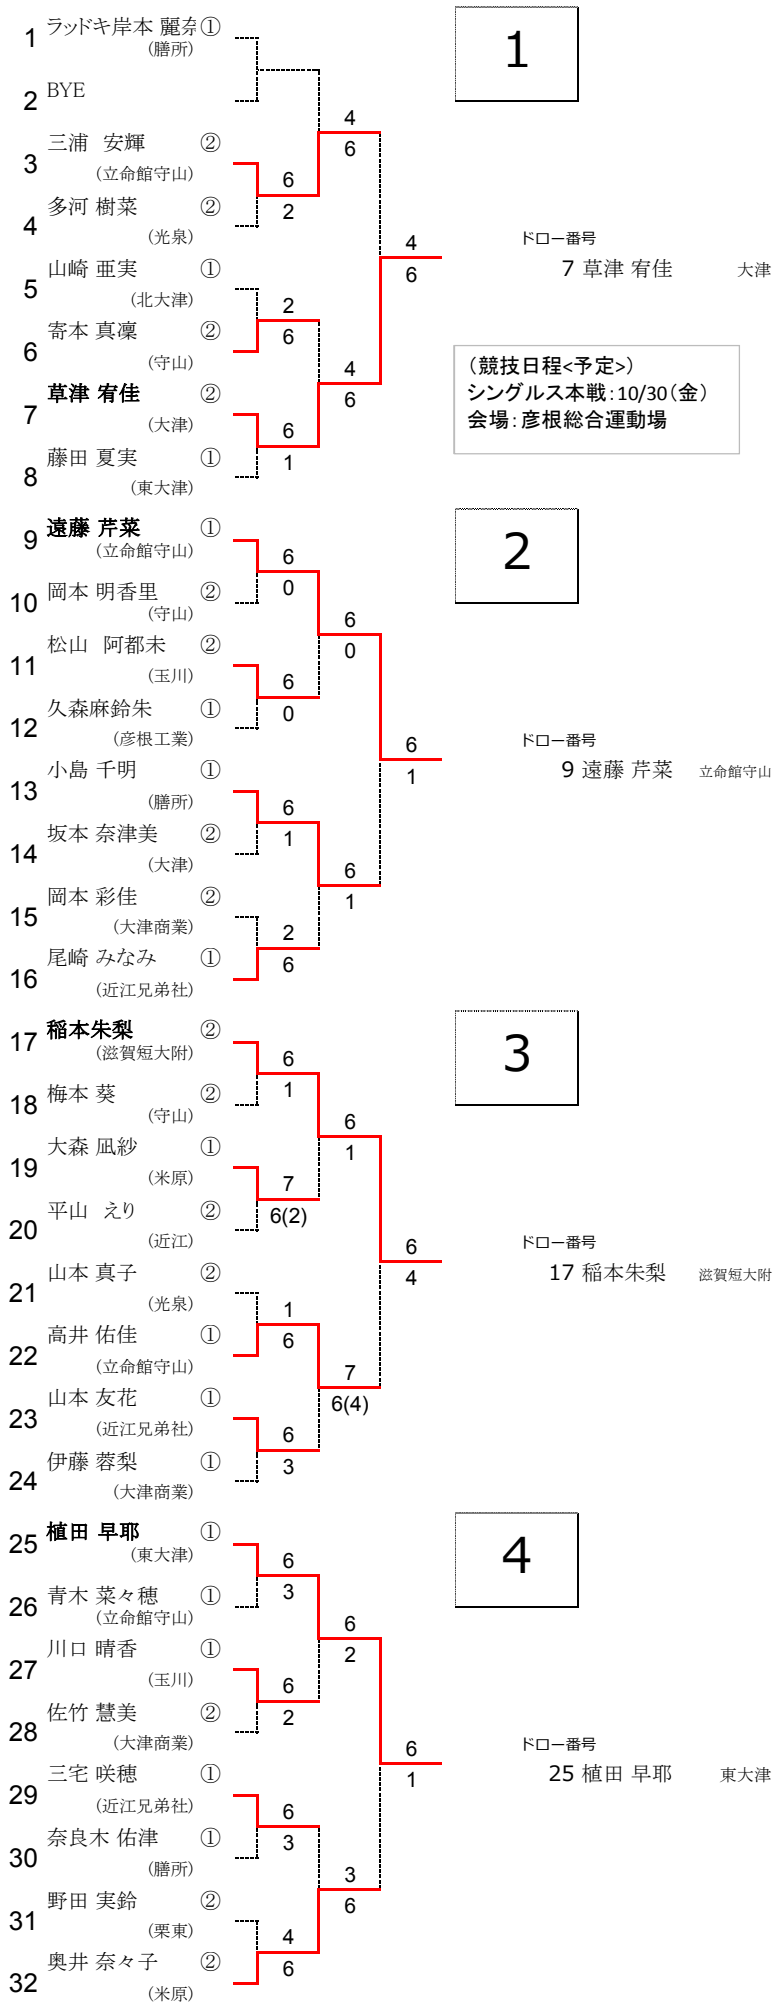 1 ラッドキ岸本 麗奈 ①
(膳所)
1
2 BYE
4
6
3 三浦 安輝 ②
(立命館守山)
6
2
4 多河 樹菜 ②
(光泉)
4
6
ドロー番号
7 草津 宥佳 大津
5 山崎 亜実 ①
(北大津)
2
6
6 寄本 真凜 ②
(守山)
4
6
(競技日程<予定>)
シングルス本戦:10/30(金)
会場:彦根総合運動場
7 草津 宥佳 ②
(大津)
6
1
8 藤田 夏実 ①
(東大津)
9 遠藤 芹菜 ①
(立命館守山)
6
0
2
10 岡本 明香里 ②
(守山)
6
0
11 松山 阿都未 ②
(玉川)
6
0
12 久森麻鈴朱 ①
(彦根工業)
6
1
ドロー番号
9 遠藤 芹菜 立命館守山
13 小島 千明 ①
(膳所)
6
1
14 坂本 奈津美 ②
(大津)
6
1
15 岡本 彩佳 ②
(大津商業)
2
6
16 尾崎 みなみ ①
(近江兄弟社)
17 稲本朱梨 ②
(滋賀短大附)
6
1
3
18 梅本 葵 ②
(守山)
6
1
19 大森 凪紗 ①
(米原)
7
6(2)
20 平山 えり ②
(近江)
6
4
ドロー番号
17 稲本朱梨 滋賀短大附
21 山本 真子 ②
(光泉)
1
6
22 高井 佑佳 ①
(立命館守山)
7
6(4)
23 山本 友花 ①
(近江兄弟社)
6
3
24 伊藤 蓉梨 ①
(大津商業)
25 植田 早耶 ①
(東大津)
6
3
4
26 青木 菜々穂 ①
(立命館守山)
6
2
27 川口 晴香 ①
(玉川)
6
2
28 佐竹 慧美 ②
(大津商業)
6
1
ドロー番号
25 植田 早耶 東大津
29 三宅 咲穂 ①
(近江兄弟社)
6
3
30 奈良木 佑津 ①
(膳所)
3
6
31 野田 実鈴 ②
(栗東)
4
6
32 奥井 奈々子 ②
(米原)